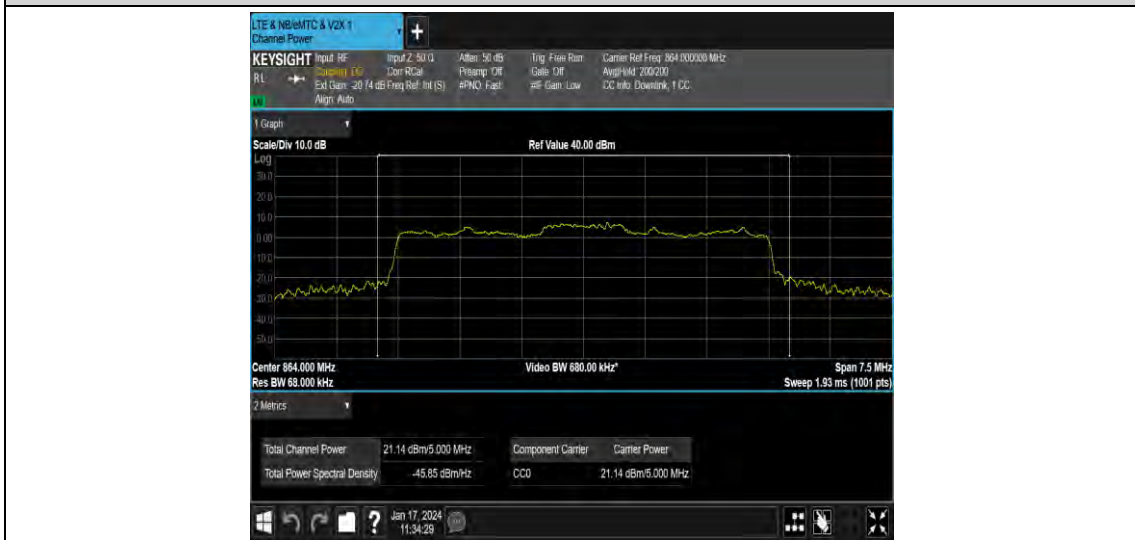 LTE & NB/eMTC & V2X 1
Channel Power
KEYSIGHT Input: RF Input Z: 50 Ω Atten: 50 dB Trig: Free Run Carrier Ref Freq: 864.000000 MHz
RL Coupling: DC Corr RCal Preamp: Off Gate: Off Avg|Hold: 200/200
Ext Gain: -20.74 dB Freq Ref: Int (S) #PNO: Fast #IF Gain: Low CC Info: Downlink, 1 CC
Align: Auto
1 Graph
Scale/Div 10.0 dB Ref Value 40.00 dBm
Log
30.0
20.0
10.0
0.00
-10.0
-20.0
-30.0
-40.0
-50.0
Center 864.000 MHz Video BW 680.00 kHz* Span 7.5 MHz
Res BW 68.000 kHz Sweep 1.93 ms (1001 pts)
2 Metrics
Total Channel Power 21.14 dBm/5.000 MHz Component Carrier Carrier Power
Total Power Spectral Density -45.85 dBm/Hz CC0 21.14 dBm/5.000 MHz
Jan 17, 2024
11:34:29